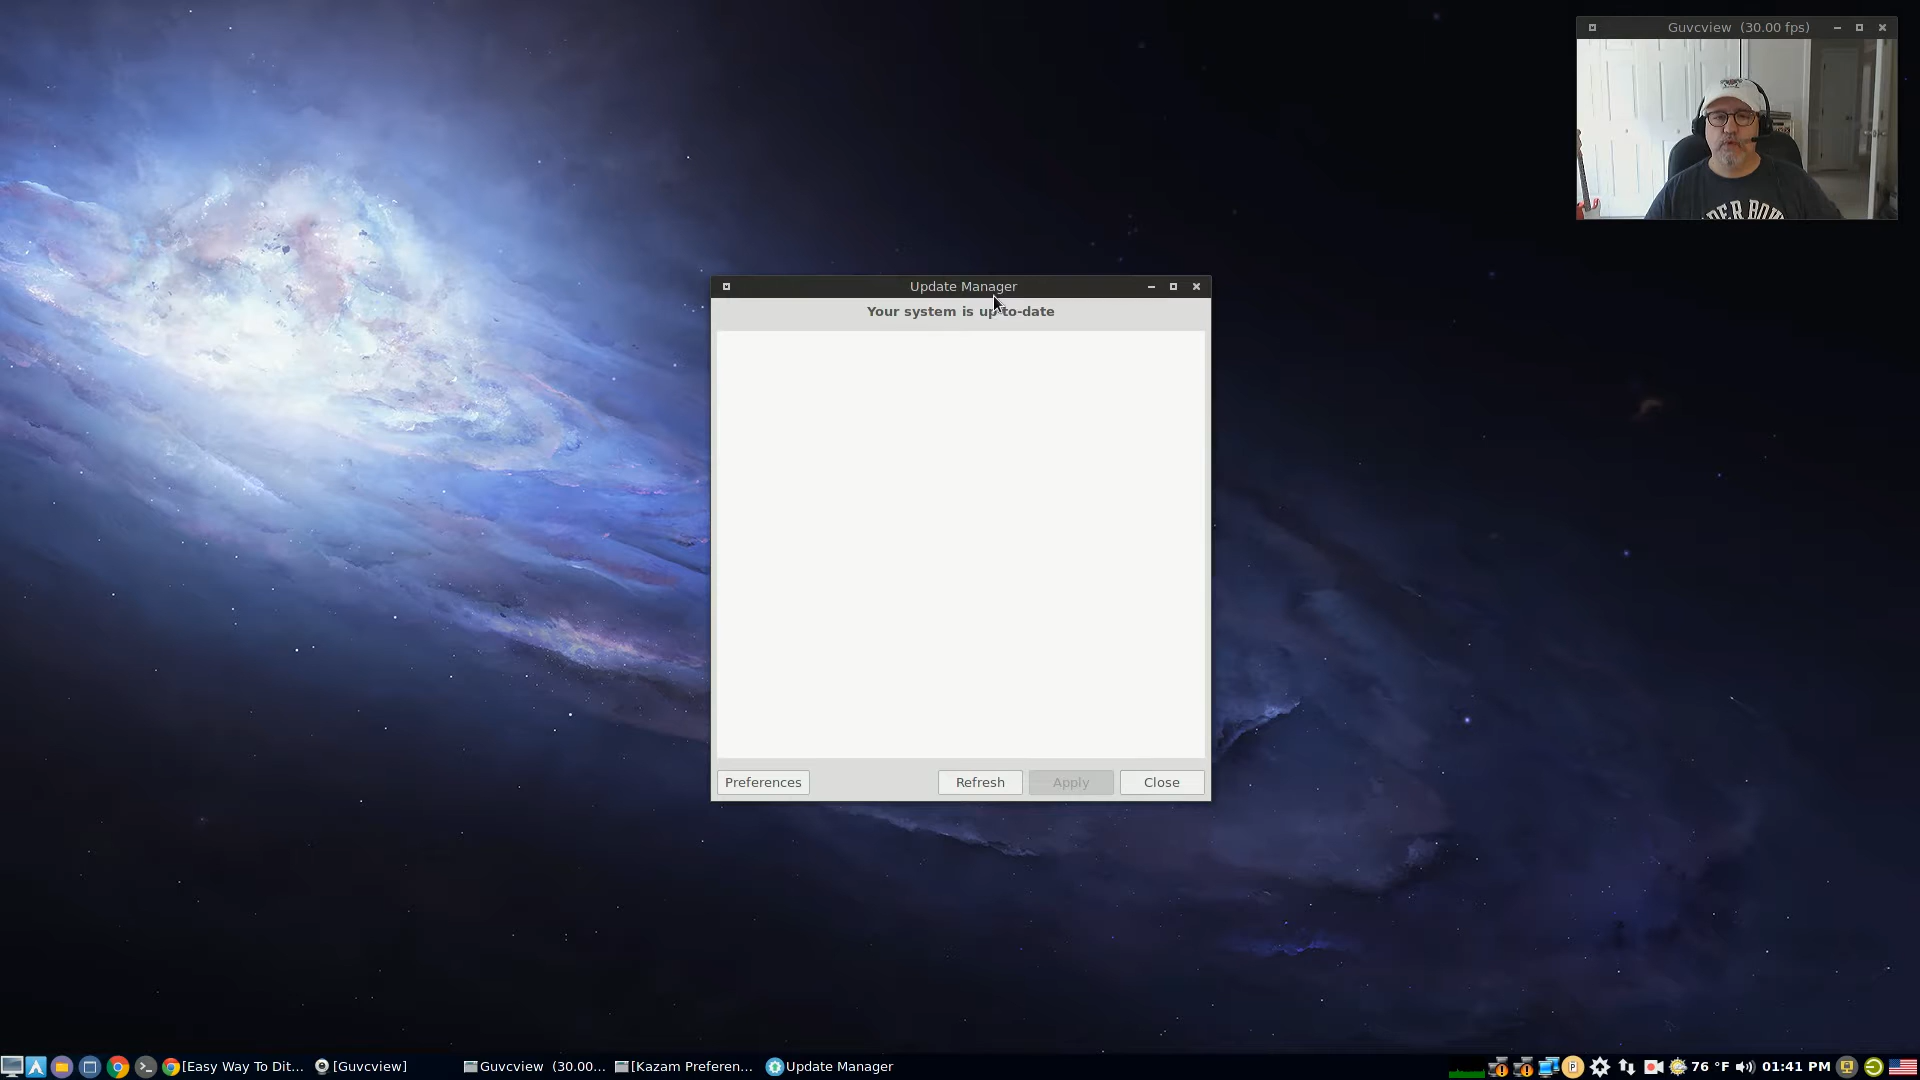 Guvcview (30.00 fps)
Update Manager
Your system is up-to-date
Preferences
Refresh
Apply
Close
[Easy Way To Dit...
[Guvcview]
Guvcview (30.00...
[Kazam Preferen...
Update Manager
76 °F
01:41 PM